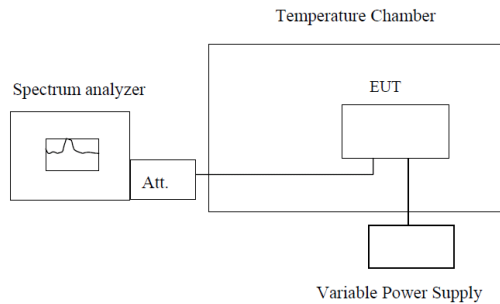 Temperature Chamber
Spectrum analyzer
EUT
Att.
Variable Power Supply